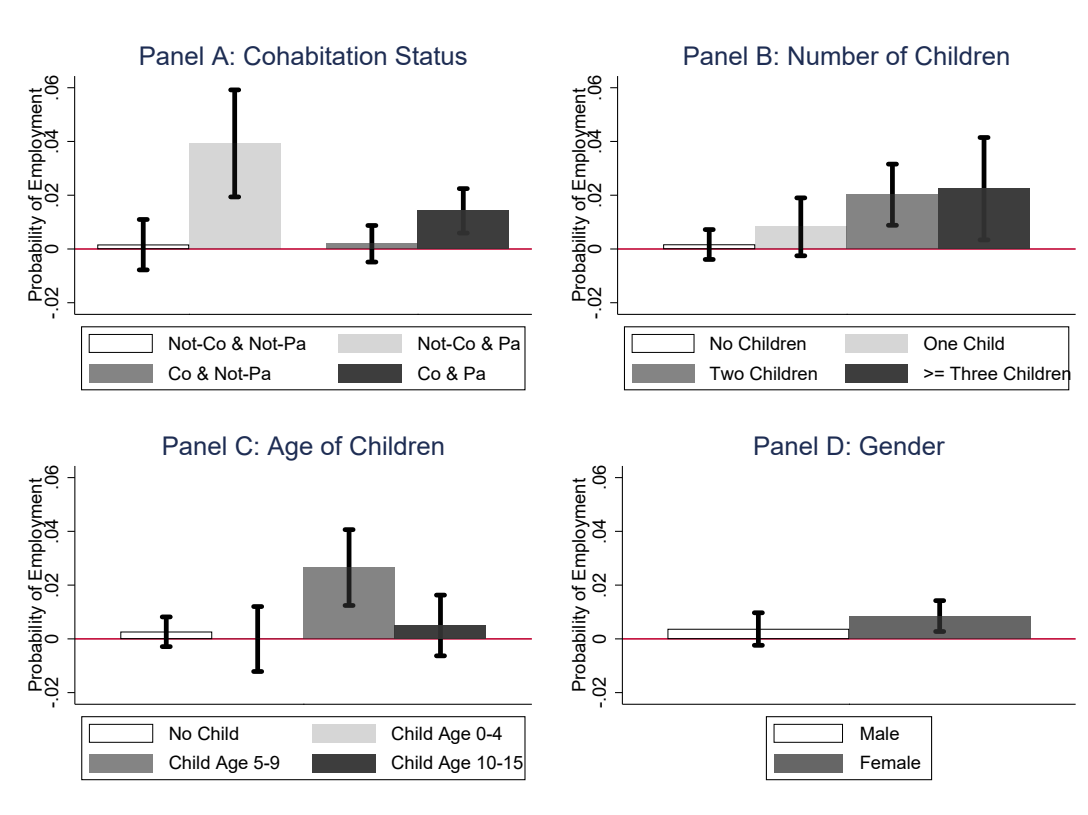 Panel A: Cohabitation Status
Probability of Employment
-.02 0 .02 .04 .06
Not-Co & Not-Pa Not-Co & Pa
Co & Not-Pa Co & Pa
Panel B: Number of Children
Probability of Employment
-.02 0 .02 .04 .06
No Children One Child
Two Children >= Three Children
Panel C: Age of Children
Probability of Employment
-.02 0 .02 .04 .06
No Child Child Age 0-4
Child Age 5-9 Child Age 10-15
Panel D: Gender
Probability of Employment
-.02 0 .02 .04 .06
Male
Female